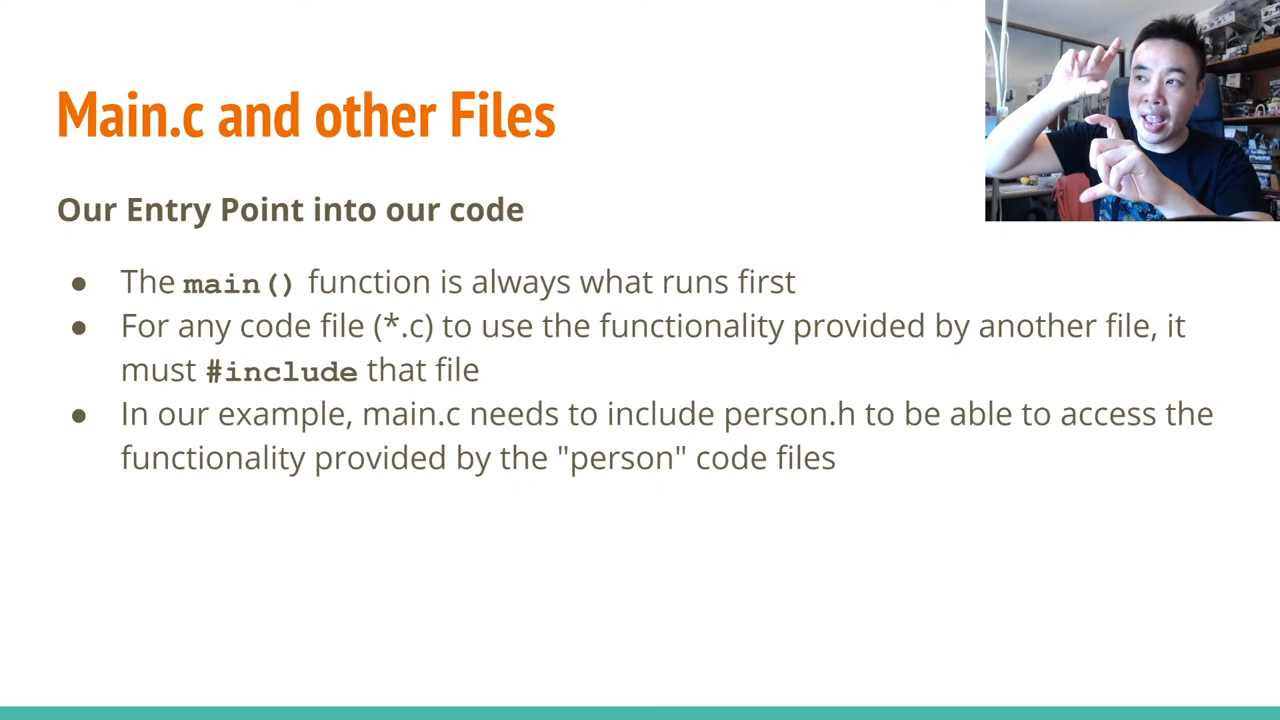 Main.c and other Files
Our Entry Point into our code
● The main() function is always what runs first
● For any code file (*.c) to use the functionality provided by another file, it
must #include that file
● In our example, main.c needs to include person.h to be able to access the
functionality provided by the "person" code files